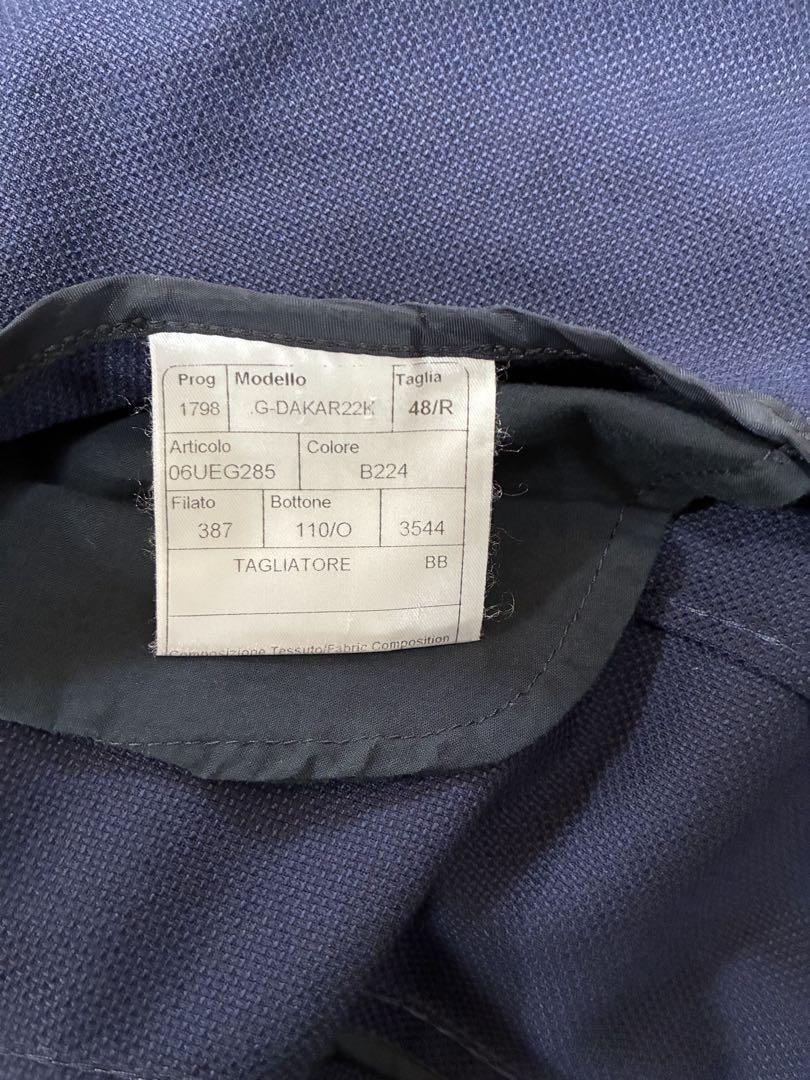 Prog Modello Taglia
1798 .G-DAKAR22K 48/R
Articolo Colore
06UEG285 B224
Filato Bottone
387 110/O 3544
TAGLIATORE BB
Composizione Tessuto/Fabric Composition